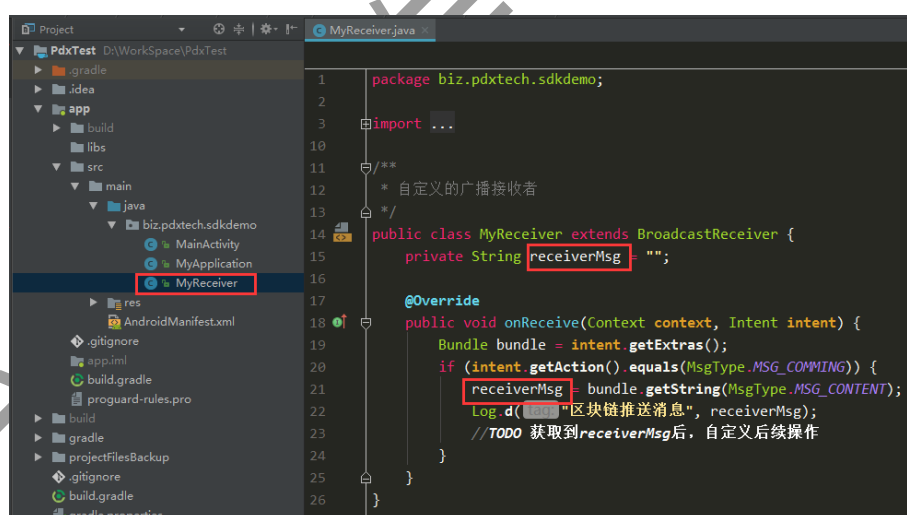 Project
PdxTest D:\WorkSpace\PdxTest
.gradle
.idea
app
build
libs
src
main
java
biz.pdxtech.sdkdemo
MainActivity
MyApplication
MyReceiver
res
AndroidManifest.xml
.gitignore
app.iml
build.gradle
proguard-rules.pro
build
gradle
projectFilesBackup
.gitignore
build.gradle
gradle.properties
MyReceiver.java ×
1 package biz.pdxtech.sdkdemo;
2
3 import ...
10
11 /**
12 * 自定义的广播接收者
13 */
14 public class MyReceiver extends BroadcastReceiver {
15 private String receiverMsg = "";
16
17 @Override
18 public void onReceive(Context context, Intent intent) {
19 Bundle bundle = intent.getExtras();
20 if (intent.getAction().equals(MsgType.MSG_COMMING)) {
21 receiverMsg = bundle.getString(MsgType.MSG_CONTENT);
22 Log.d( tag: "区块链推送消息", receiverMsg);
23 //TODO 获取到receiverMsg后，自定义后续操作
24 }
25 }
26 }